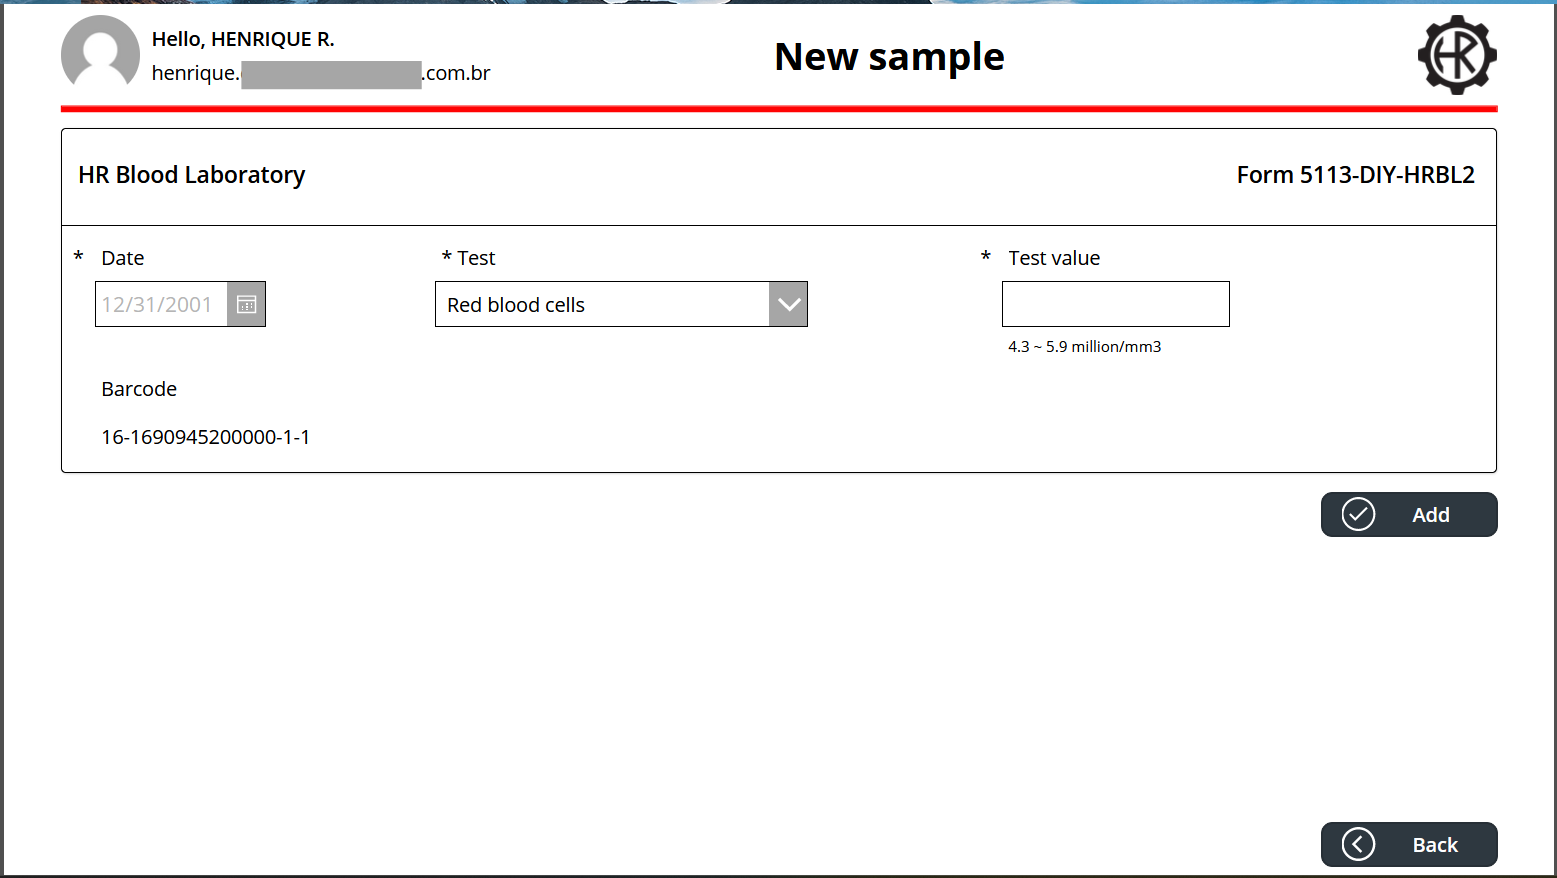 Hello, HENRIQUE R.
henrique. .com.br
New sample
HR
HR Blood Laboratory
Form 5113-DIY-HRBL2
* Date
* Test
* Test value
12/31/2001
Red blood cells
4.3 ~ 5.9 million/mm3
Barcode
16-1690945200000-1-1
Add
Back